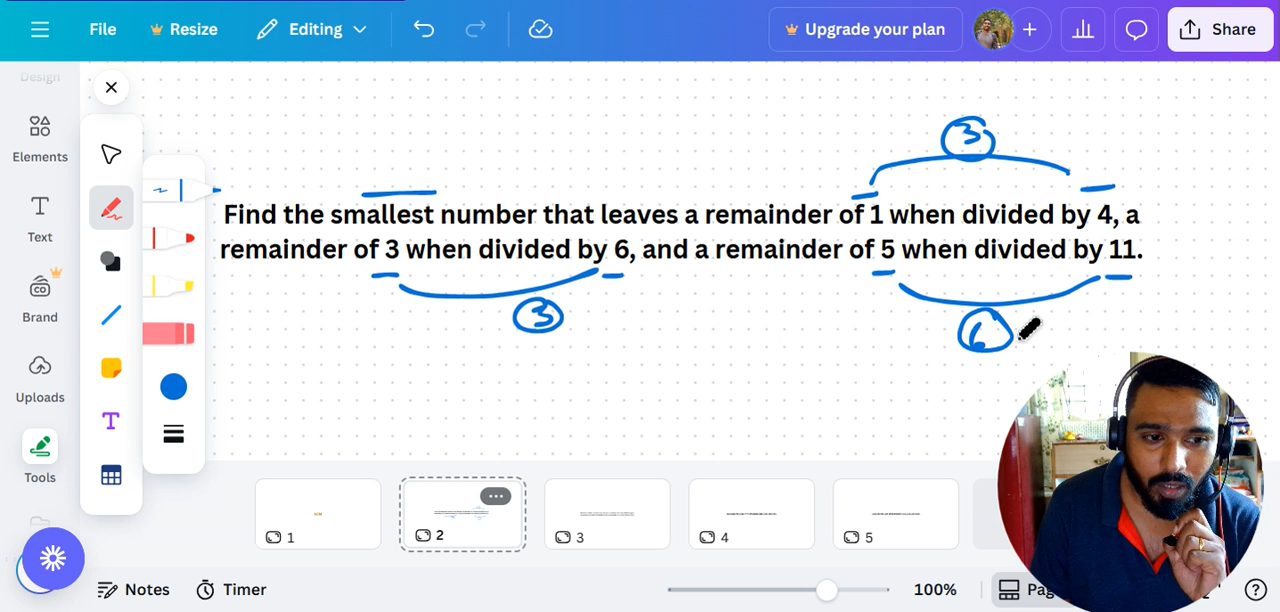 File Resize Editing Upgrade your plan + Share
Design
Elements
Text
Brand
Uploads
Tools
T
3
Find the smallest number that leaves a remainder of 1 when divided by 4, a
remainder of 3 when divided by 6, and a remainder of 5 when divided by 11.
3
6
1 2 3 4 5
Notes Timer 100%